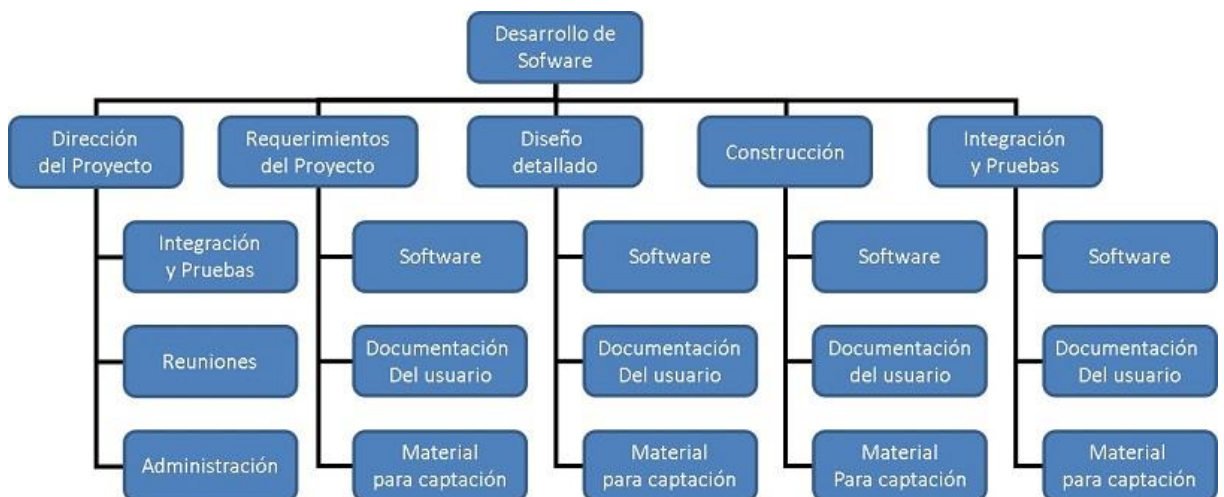 Desarrollo de
Sofware
Dirección
del Proyecto
Requerimientos
del Proyecto
Diseño
detallado
Construcción
Integración
y Pruebas
Integración
y Pruebas
Software
Software
Software
Software
Reuniones
Documentación
Del usuario
Documentación
Del usuario
Documentación
del usuario
Documentación
Del usuario
Administración
Material
para captación
Material
para captación
Material
Para captación
Material
para captación